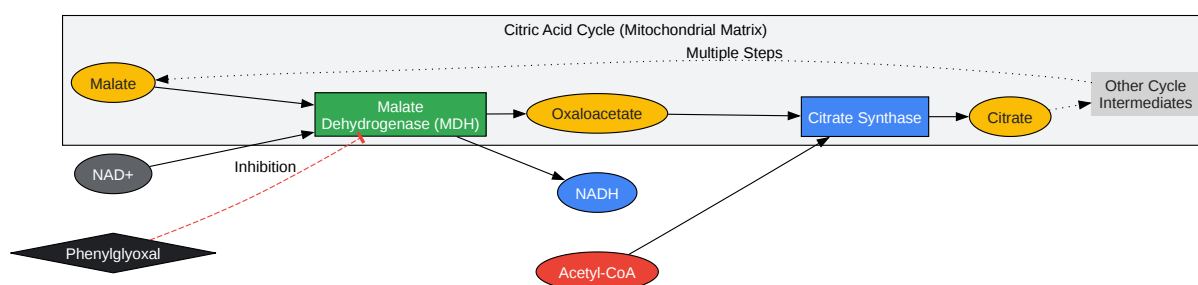 Citric Acid Cycle (Mitochondrial Matrix)
Multiple Steps
Malate
Other Cycle
Intermediates
Malate
Dehydrogenase (MDH)
Oxaloacetate
Citrate Synthase
Citrate
NAD+
Inhibition
NADH
Phenylglyoxal
Acetyl-CoA